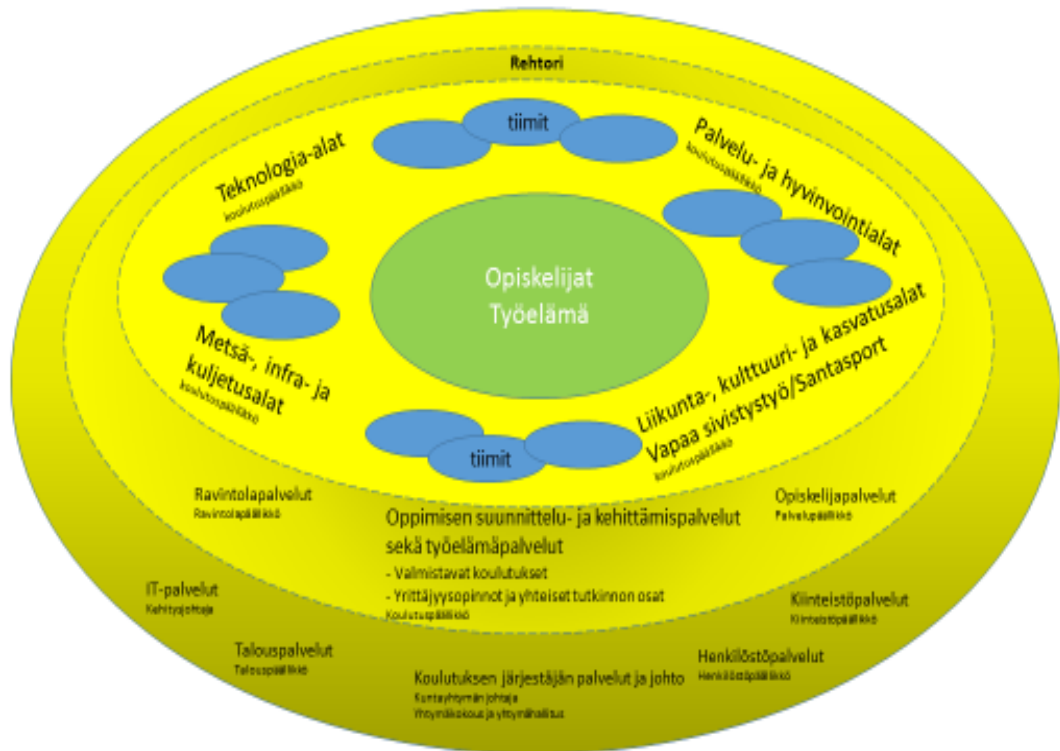 Rehtori
tiimit
Teknologia-alat
koulutuspäällikkö
Palvelu- ja hyvinvointialat
koulutuspäällikkö
Opiskelijat
Työelämä
Metsä-, infra- ja
kuljetusalat
koulutuspäällikkö
Liikunta-, kulttuuri- ja kasvatusalat
Vapaa sivistystyö/Santasport
koulutuspäällikkö
tiimit
Ravintolapalvelut
Ravintolapäällikkö
Oppimisen suunnittelu- ja kehittämispalvelut
sekä työelämäpalvelut
- Valmistavat koulutukset
- Yrittäjyysopinnot ja yhteiset tutkinnon osat
Koulutuspäällikkö
Opiskelijapalvelut
Palvelupäällikkö
IT-palvelut
Kehitysjohtaja
Kiinteistöpalvelut
Kiinteistöpäällikkö
Talouspalvelut
Talouspäällikkö
Henkilöstöpalvelut
Henkilöstöpäällikkö
Koulutuksen järjestäjän palvelut ja johto
Kuntayhtymän johtaja
Yhtymäkokous ja yhtymähallitus